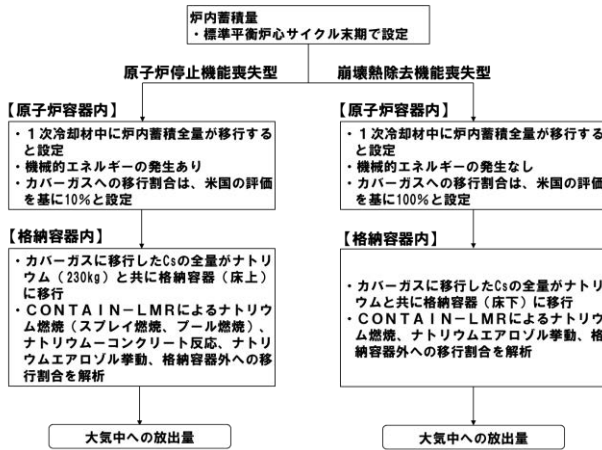 炉内蓄積量
・標準平衡炉心サイクル末期で設定
原子炉停止機能喪失型
崩壊熱除去機能喪失型
【原子炉容器内】
・１次冷却材中に炉内蓄積全量が移行する
と設定
・機械的エネルギーの発生あり
・カバーガスへの移行割合は、米国の評価
を基に10%と設定
【格納容器内】
・カバーガスに移行したCsの全量がナトリ
ウム（230kg）と共に格納容器（床上）
に移行
・ＣＯＮＴＡＩＮ－ＬＭＲによるナトリウム
燃焼（スプレイ燃焼、プール燃焼）、
ナトリウムーコンクリート反応、ナトリ
ウムエアロゾル挙動、格納容器外への移
行割合を解析
大気中への放出量
【原子炉容器内】
・１次冷却材中に炉内蓄積全量が移行する
と設定
・機械的エネルギーの発生なし
・カバーガスへの移行割合は、米国の評価
を基に100%と設定
【格納容器内】
・カバーガスに移行したCsの全量がナトリ
ウムと共に格納容器（床下）に移行
・ＣＯＮＴＡＩＮ－ＬＭＲによるナトリウ
ム燃焼、ナトリウムエアロゾル挙動、格
納容器外への移行割合を解析
大気中への放出量